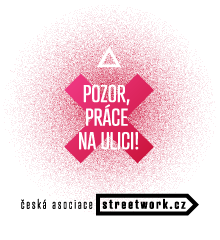 POZOR,
PRÁCE
NA ULICI!
česká asociace streetwork.cz